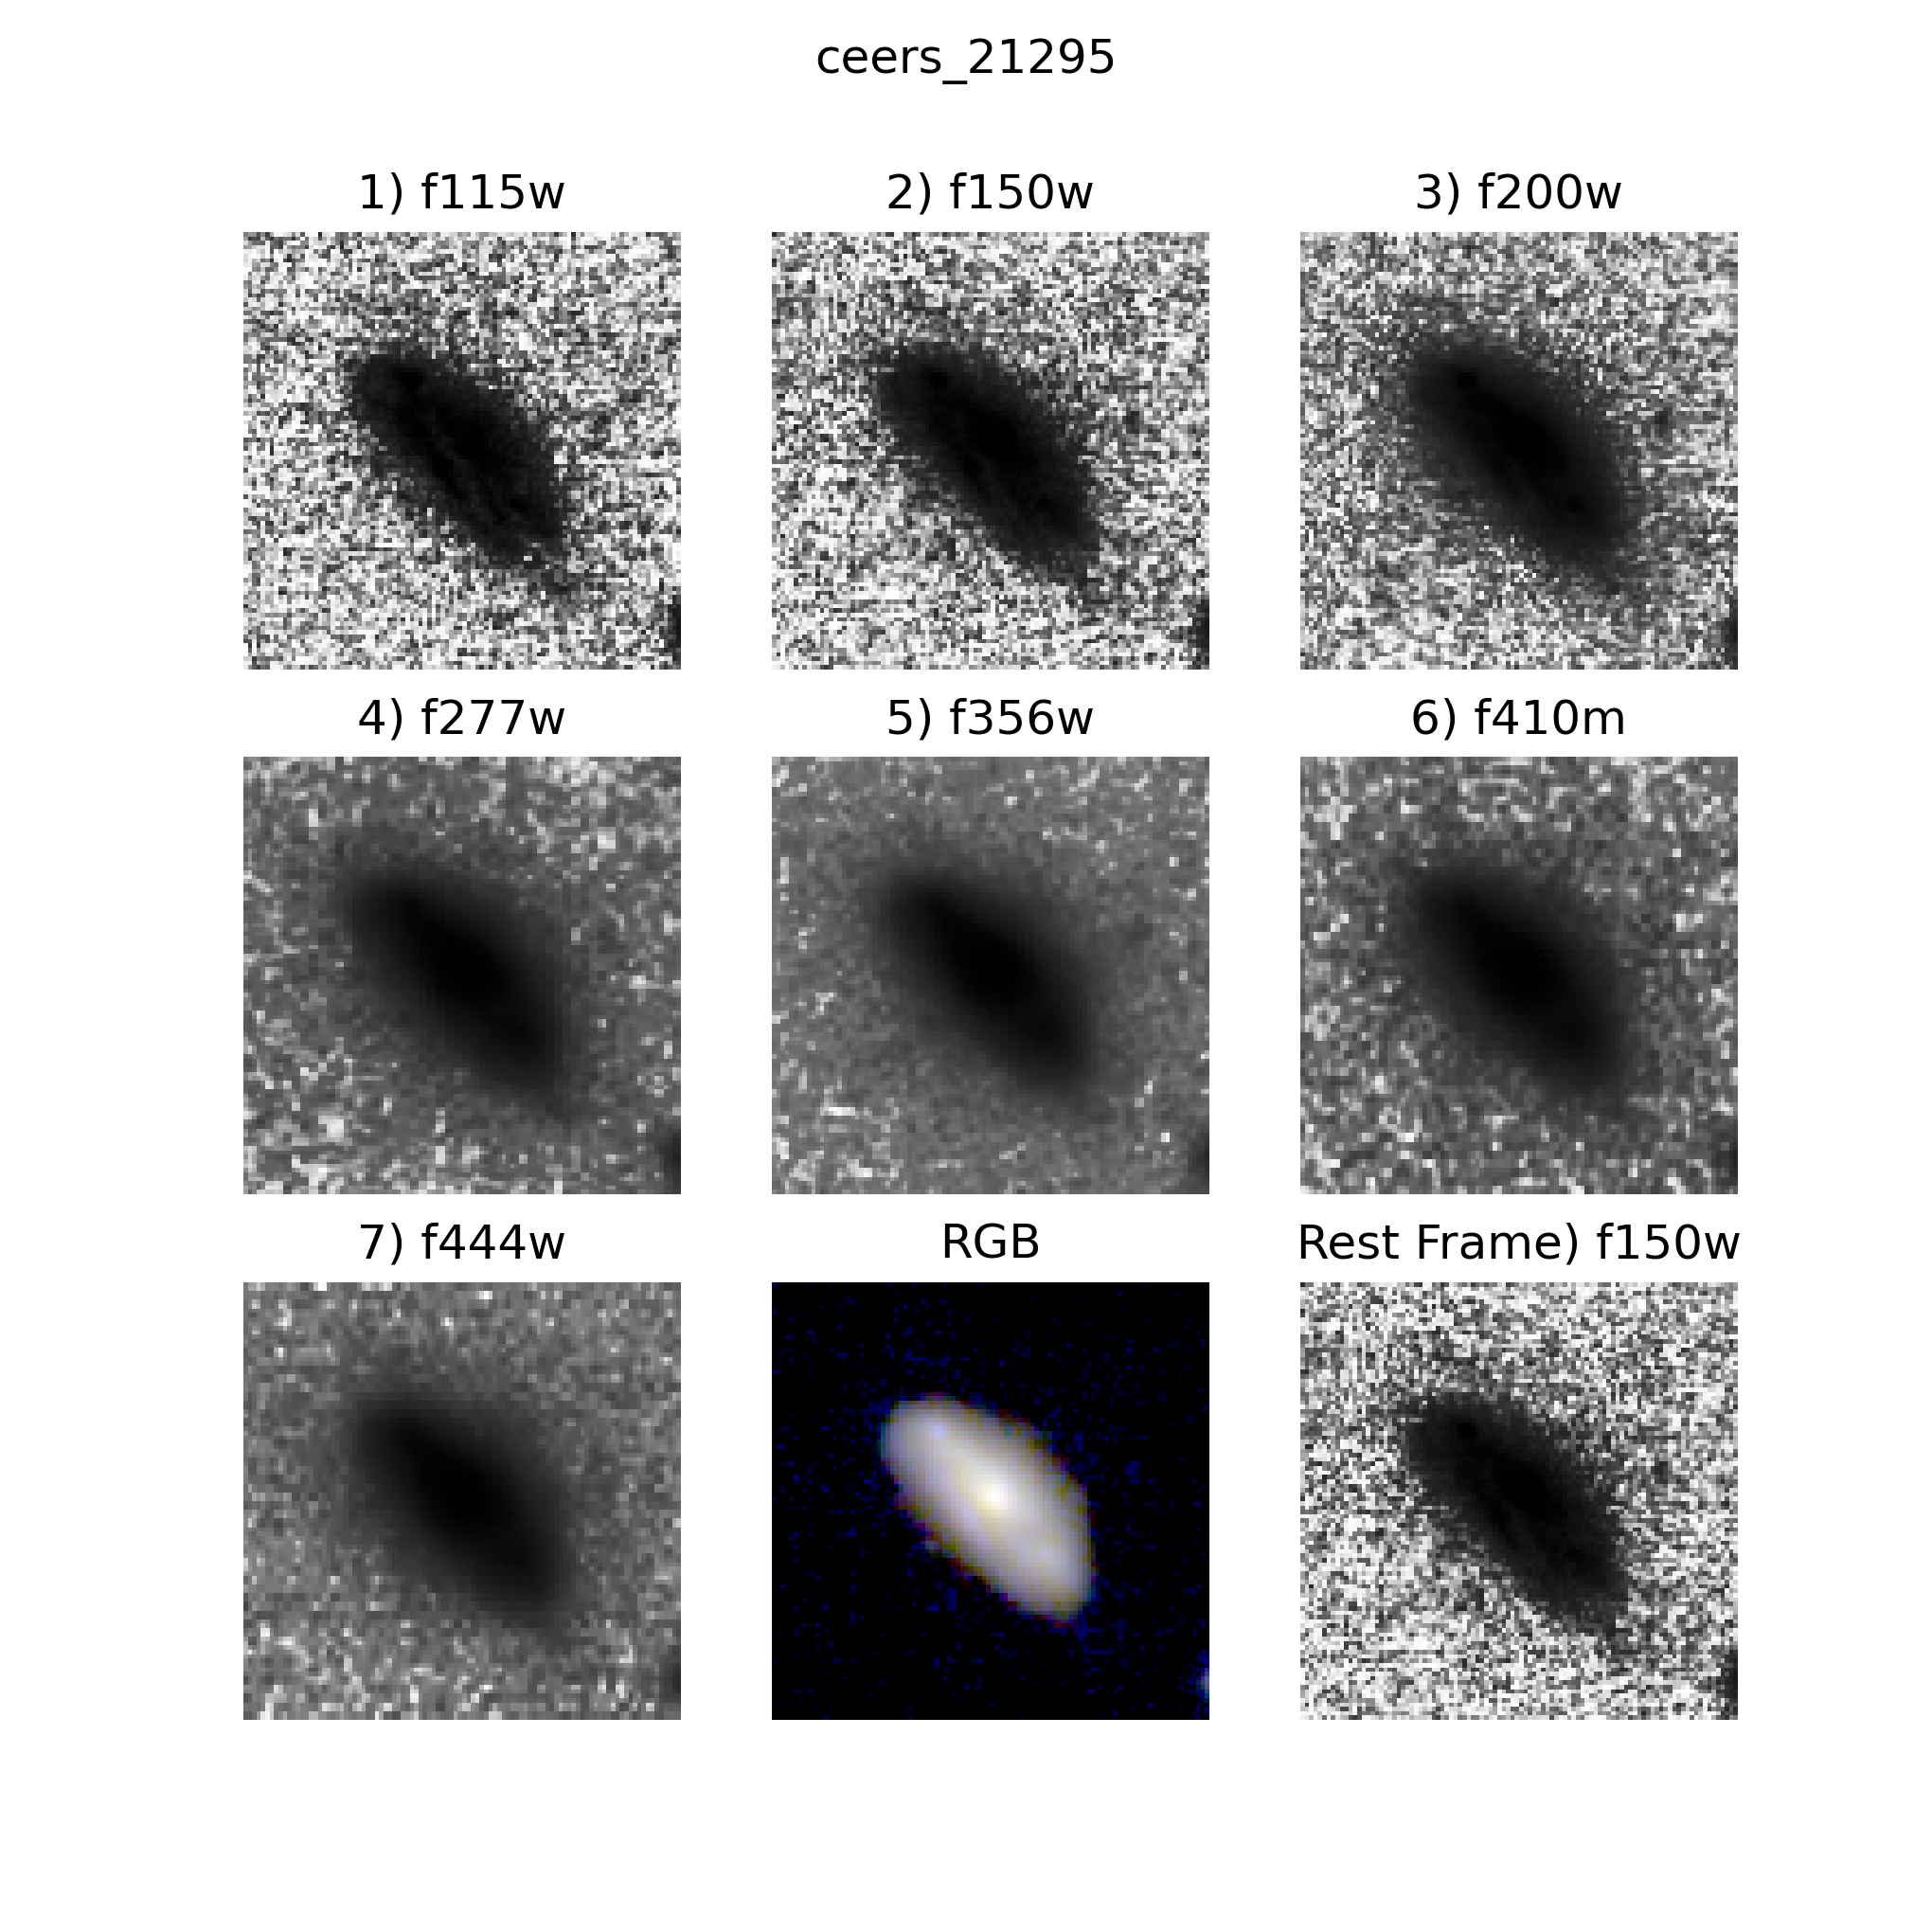 ceers_21295
1) f115w
2) f150w
3) f200w
4) f277w
5) f356w
6) f410m
7) f444w
RGB
Rest Frame) f150w